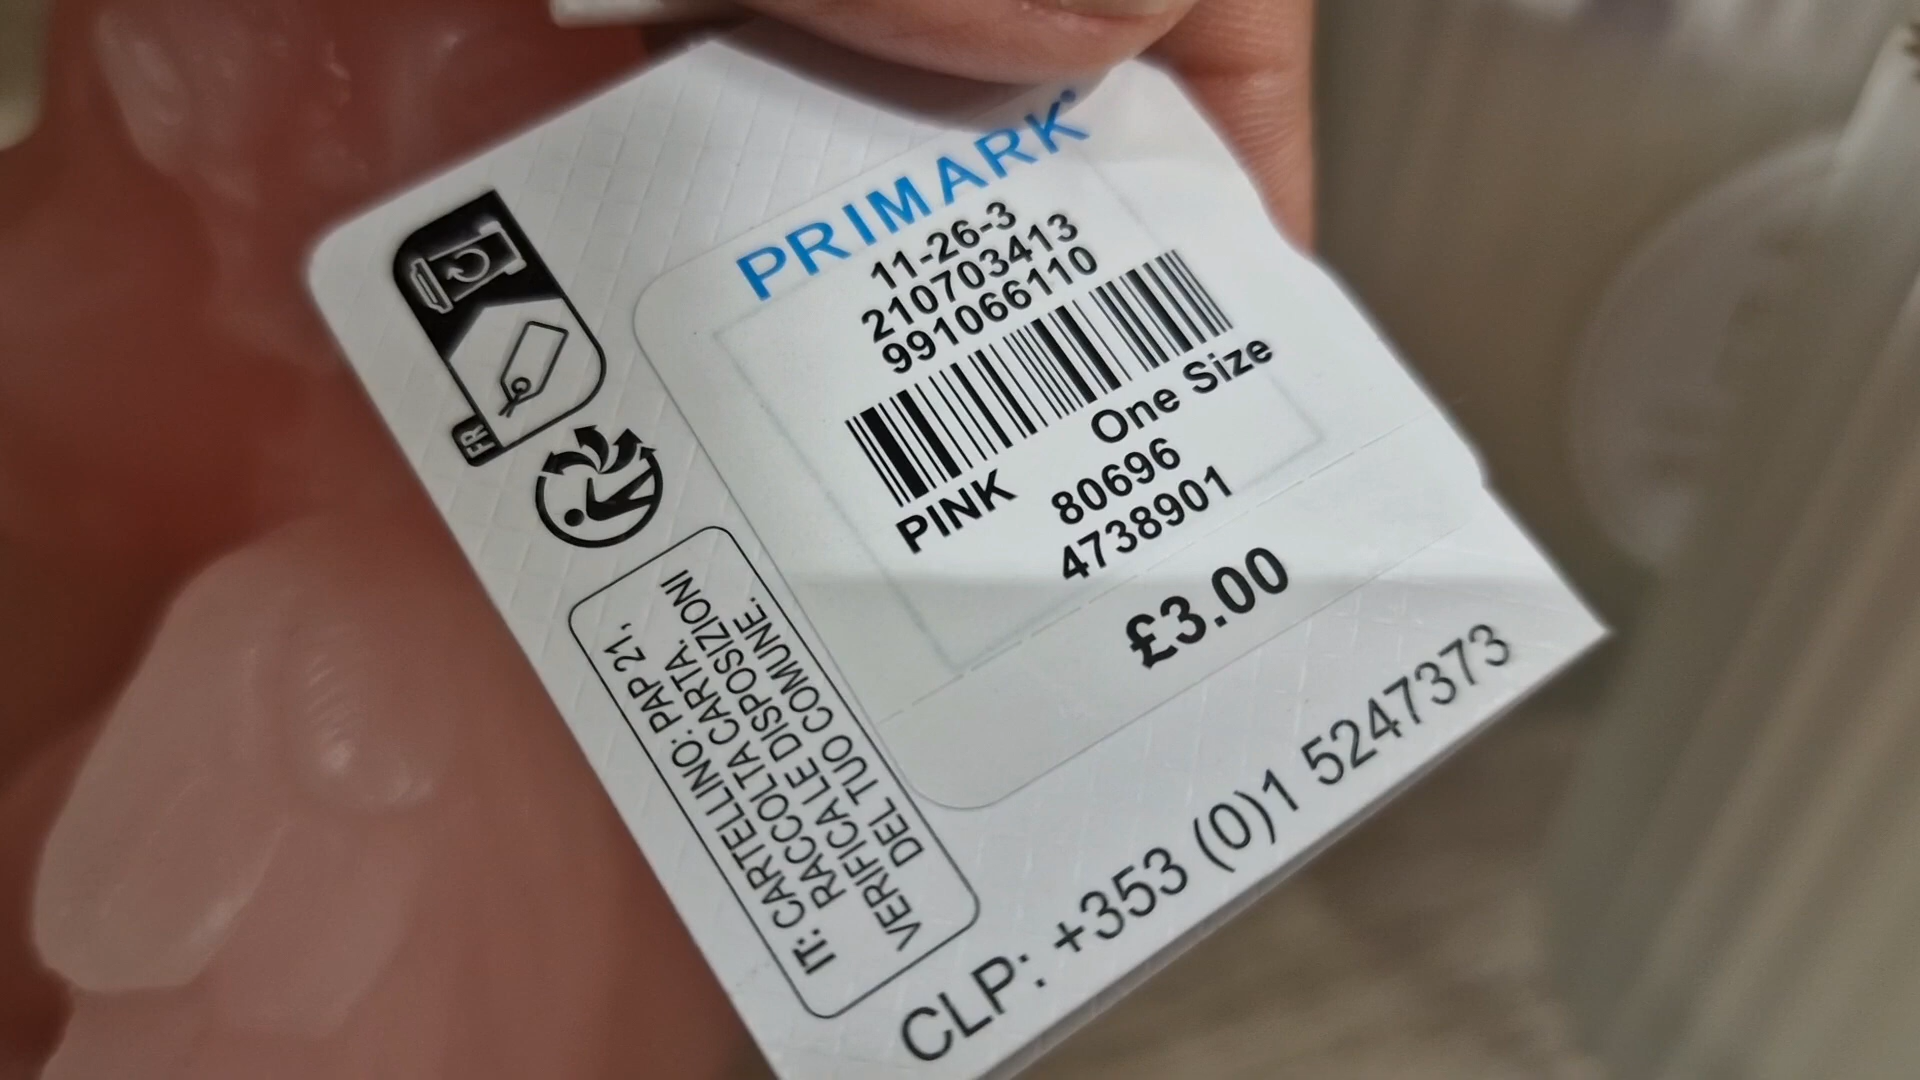 PRIMARK®
11-26-3
210703413
991066110
One Size
PINK
80696
4738901
£3.00
CLP: +353 (0)1 5247373
FR
IT: CARTELLINO: PAP 21,
RACCOLTA CARTA.
VERIFICA LE DISPOSIZIONI
DEL TUO COMUNE.